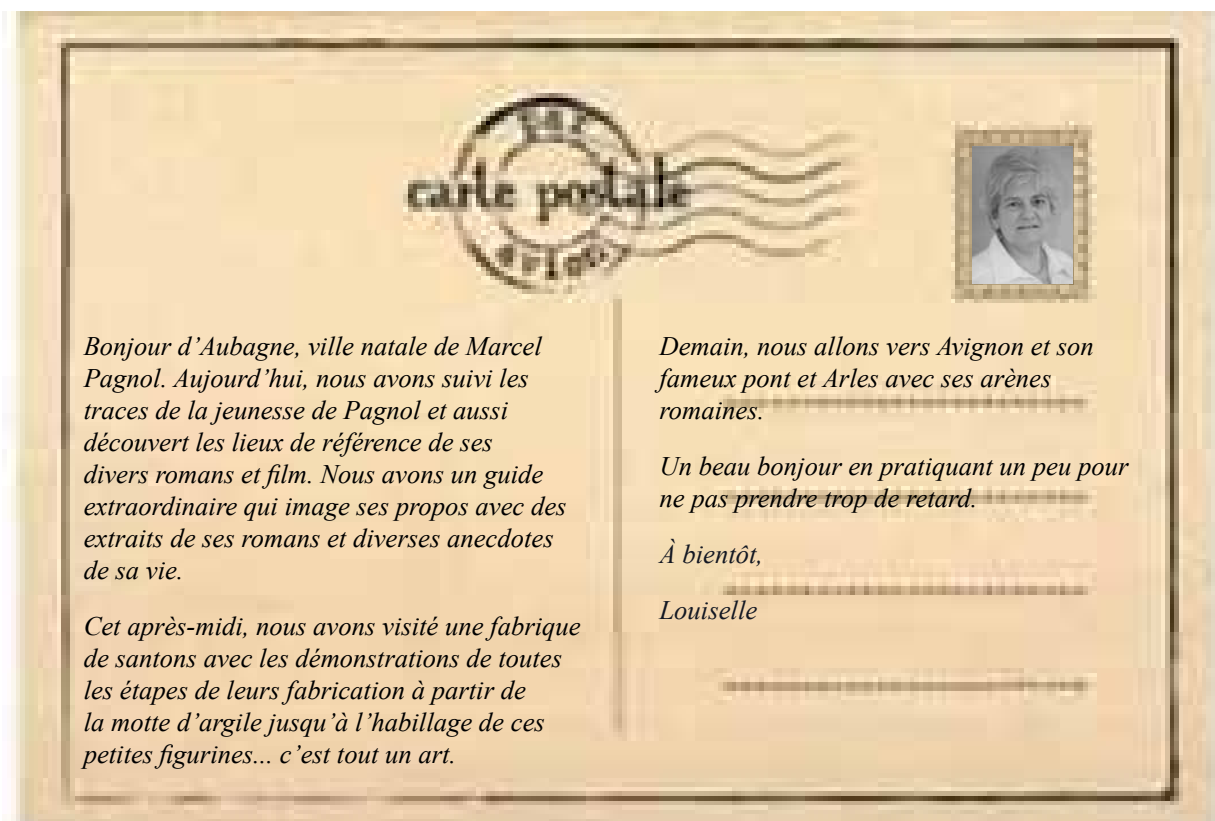 par
carte postale
avion
Bonjour d’Aubagne, ville natale de Marcel
Pagnol. Aujourd’hui, nous avons suivi les
traces de la jeunesse de Pagnol et aussi
découvert les lieux de référence de ses
divers romans et film. Nous avons un guide
extraordinaire qui image ses propos avec des
extraits de ses romans et diverses anecdotes
de sa vie.
Cet après-midi, nous avons visité une fabrique
de santons avec les démonstrations de toutes
les étapes de leurs fabrication à partir de
la motte d’argile jusqu’à l’habillage de ces
petites figurines... c’est tout un art.
Demain, nous allons vers Avignon et son
fameux pont et Arles avec ses arènes
romaines.
Un beau bonjour en pratiquant un peu pour
ne pas prendre trop de retard.
À bientôt,
Louiselle